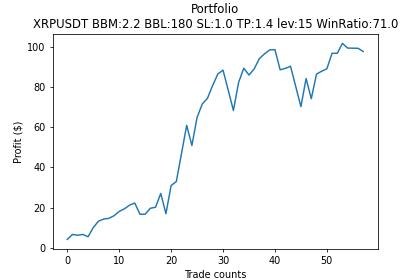 Portfolio
XRPUSDT BBM:2.2 BBL:180 SL:1.0 TP:1.4 lev:15 WinRatio:71.0
100
80
60
40
20
0
Profit ($)
0 10 20 30 40 50
Trade counts